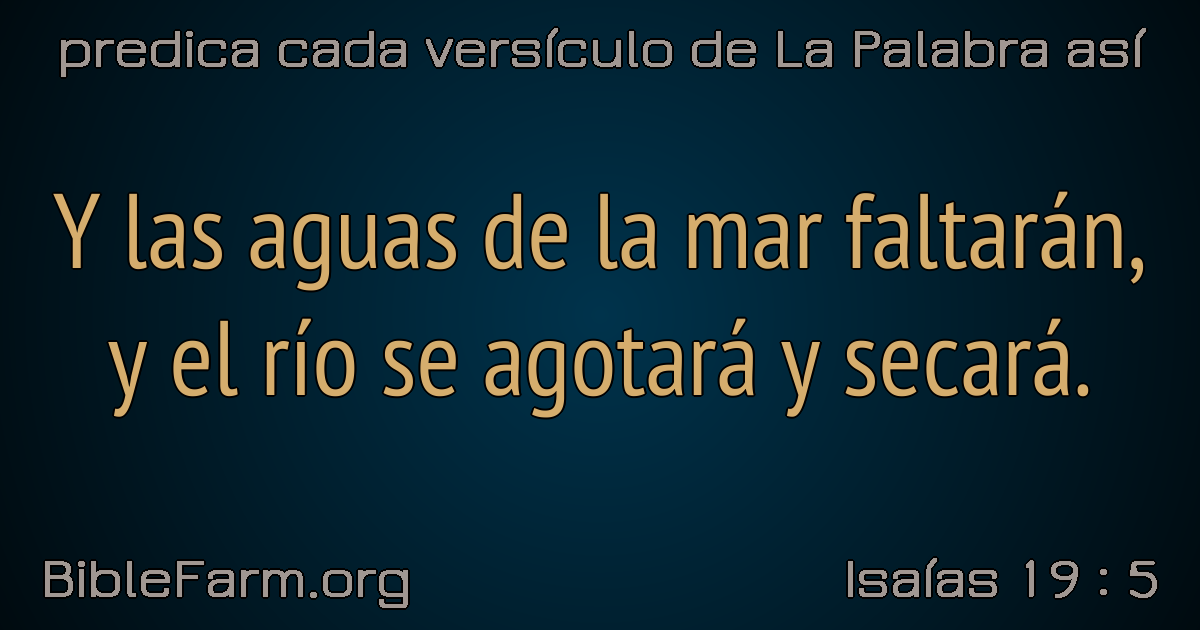 predica cada versículo de La Palabra así
Y las aguas de la mar faltarán,
y el río se agotará y secará.
BibleFarm.org
Isaías 19 : 5